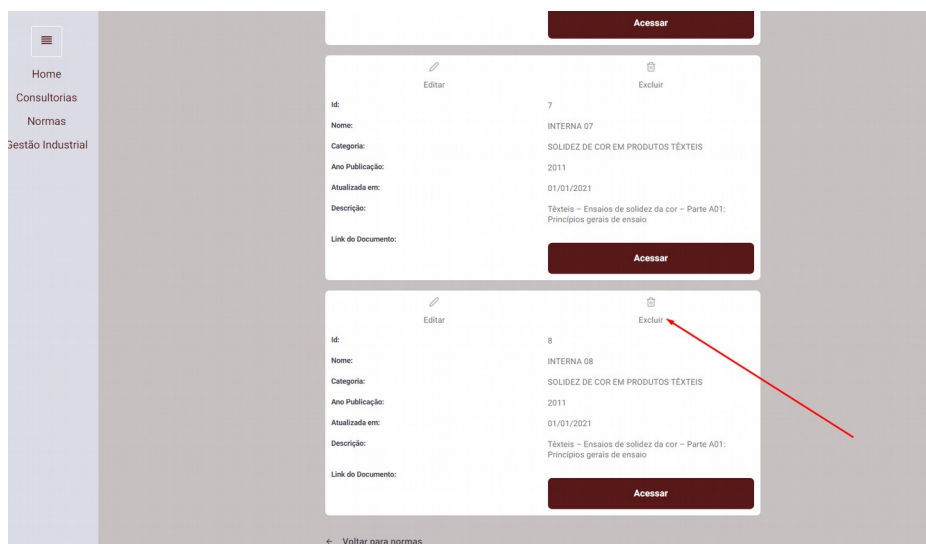 Home
Consultorias
Normas
Gestão Industrial
Acessar
Editar Excluir
Id: 7
Nome: INTERNA 07
Categoria: SOLIDEZ DE COR EM PRODUTOS TÊXTEIS
Ano Publicação: 2011
Atualizada em: 01/01/2021
Descrição: Têxteis – Ensaios de solidez da cor – Parte A01:
Princípios gerais de ensaio
Link do Documento:
Acessar
Editar Excluir
Id: 8
Nome: INTERNA 08
Categoria: SOLIDEZ DE COR EM PRODUTOS TÊXTEIS
Ano Publicação: 2011
Atualizada em: 01/01/2021
Descrição: Têxteis – Ensaios de solidez da cor – Parte A01:
Princípios gerais de ensaio
Link do Documento:
Acessar
← Voltar para normas